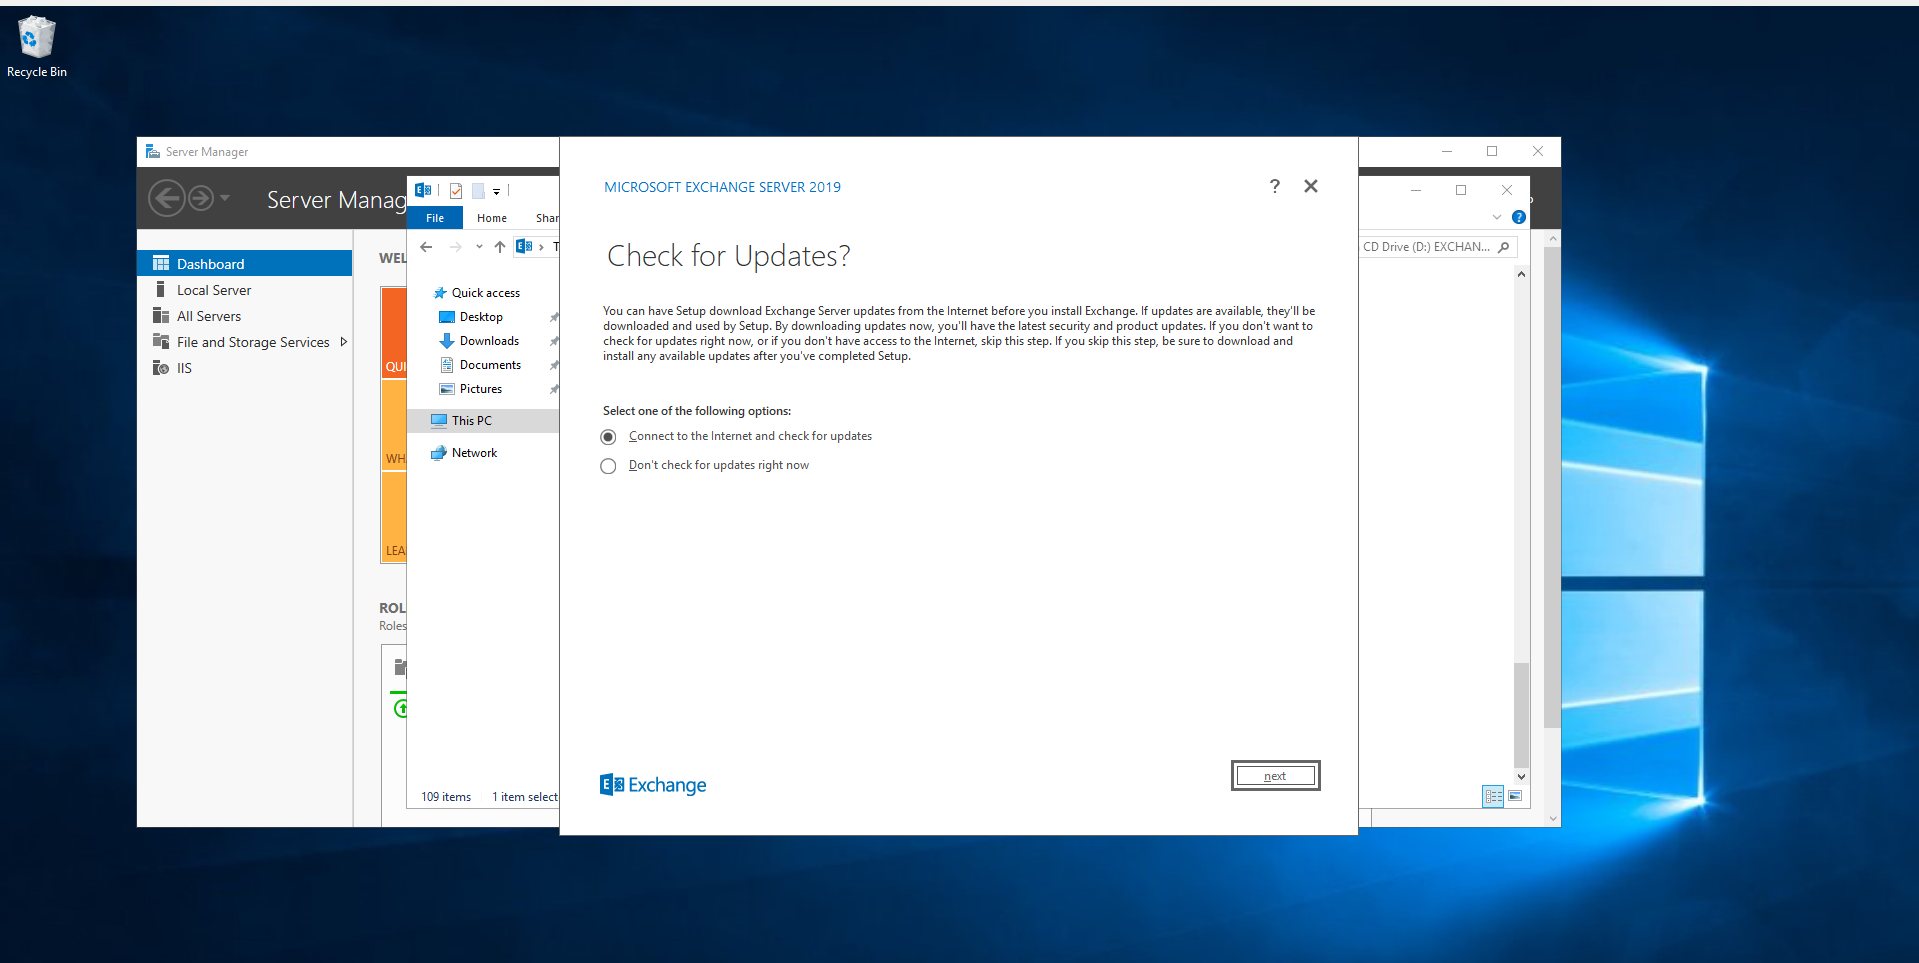 Recycle Bin
Server Manager
Server Manag
Dashboard
Local Server
All Servers
File and Storage Services
IIS
WEL
QUI
WH
LEA
ROL
Roles
File
Home
Shar
T
CD Drive (D:) EXCHAN...
Quick access
Desktop
Downloads
Documents
Pictures
This PC
Network
109 items
1 item select
MICROSOFT EXCHANGE SERVER 2019
?
Check for Updates?
You can have Setup download Exchange Server updates from the Internet before you install Exchange. If updates are available, they'll be
downloaded and used by Setup. By downloading updates now, you'll have the latest security and product updates. If you don't want to
check for updates right now, or if you don't have access to the Internet, skip this step. If you skip this step, be sure to download and
install any available updates after you've completed Setup.
Select one of the following options:
Connect to the Internet and check for updates
Don't check for updates right now
Exchange
next